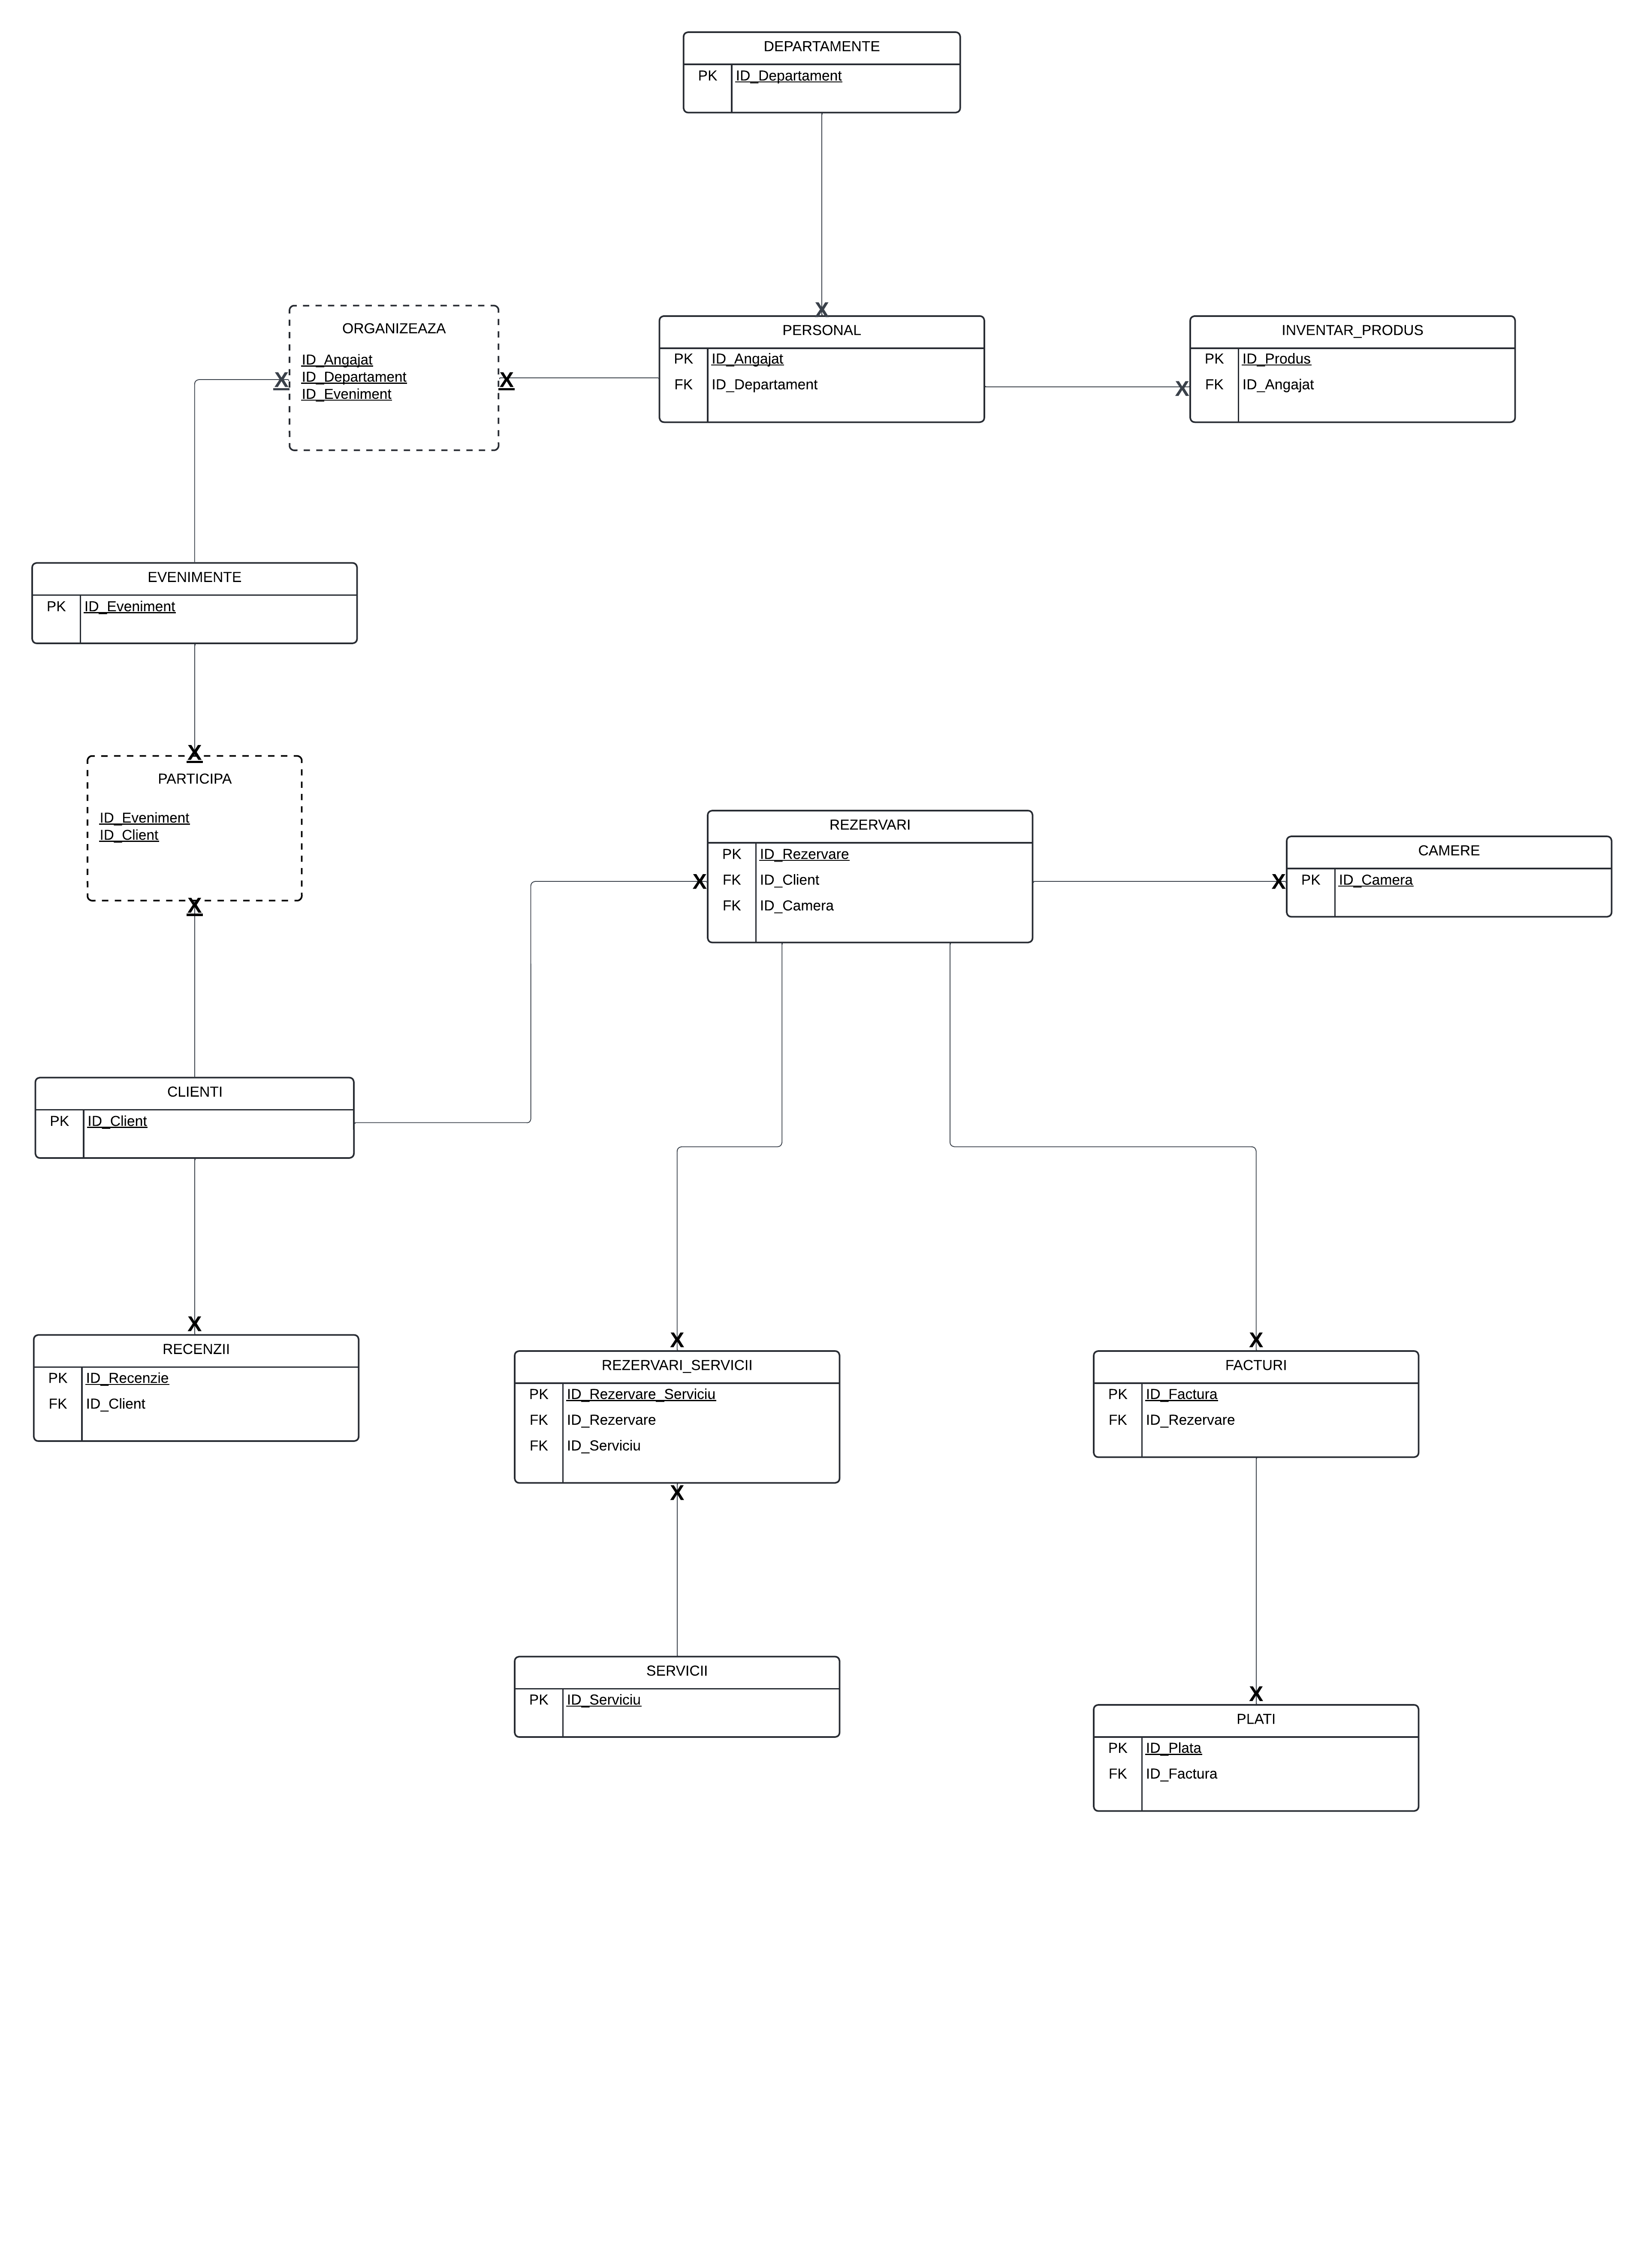 DEPARTAMENTE
PK ID_Departament
X
ORGANIZEAZA
ID_Angajat
ID_Departament
ID_Eveniment
X
X
PERSONAL
PK ID_Angajat
FK ID_Departament
X
INVENTAR_PRODUS
PK ID_Produs
FK ID_Angajat
EVENIMENTE
PK ID_Eveniment
X
PARTICIPA
ID_Eveniment
ID_Client
X
REZERVARI
PK ID_Rezervare
FK ID_Client
FK ID_Camera
X
X
CAMERE
PK ID_Camera
CLIENTI
PK ID_Client
X
RECENZII
PK ID_Recenzie
FK ID_Client
X
REZERVARI_SERVICII
PK ID_Rezervare_Serviciu
FK ID_Rezervare
FK ID_Serviciu
X
X
FACTURI
PK ID_Factura
FK ID_Rezervare
SERVICII
PK ID_Serviciu
X
PLATI
PK ID_Plata
FK ID_Factura